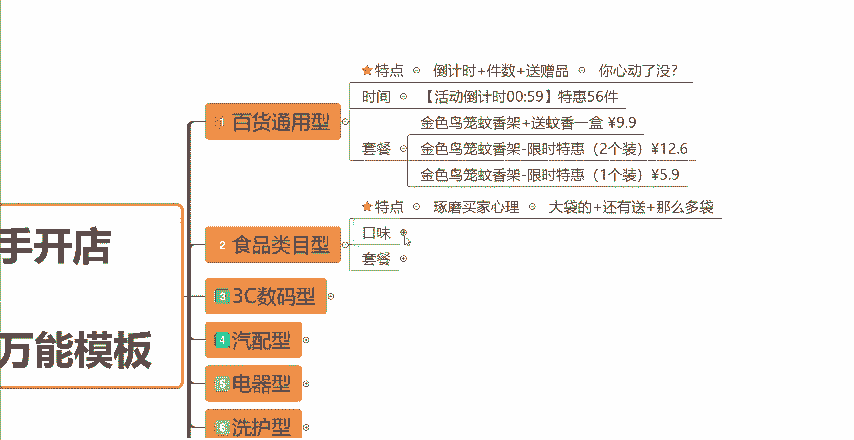 特点 倒计时+件数+送赠品 你心动了没？
时间 【活动倒计时00:59】特惠56件
1 百货通用型
金色鸟笼蚊香架+送蚊香一盒 ¥9.9
套餐 金色鸟笼蚊香架-限时特惠（2个装）¥12.6
金色鸟笼蚊香架-限时特惠（1个装）¥5.9
特点 琢磨买家心理 大袋的+还有送+那么多袋
口味
2 食品类目型
套餐
手开店
3 3C数码型
4 汽配型
万能模板
5 电器型
6 洗护型